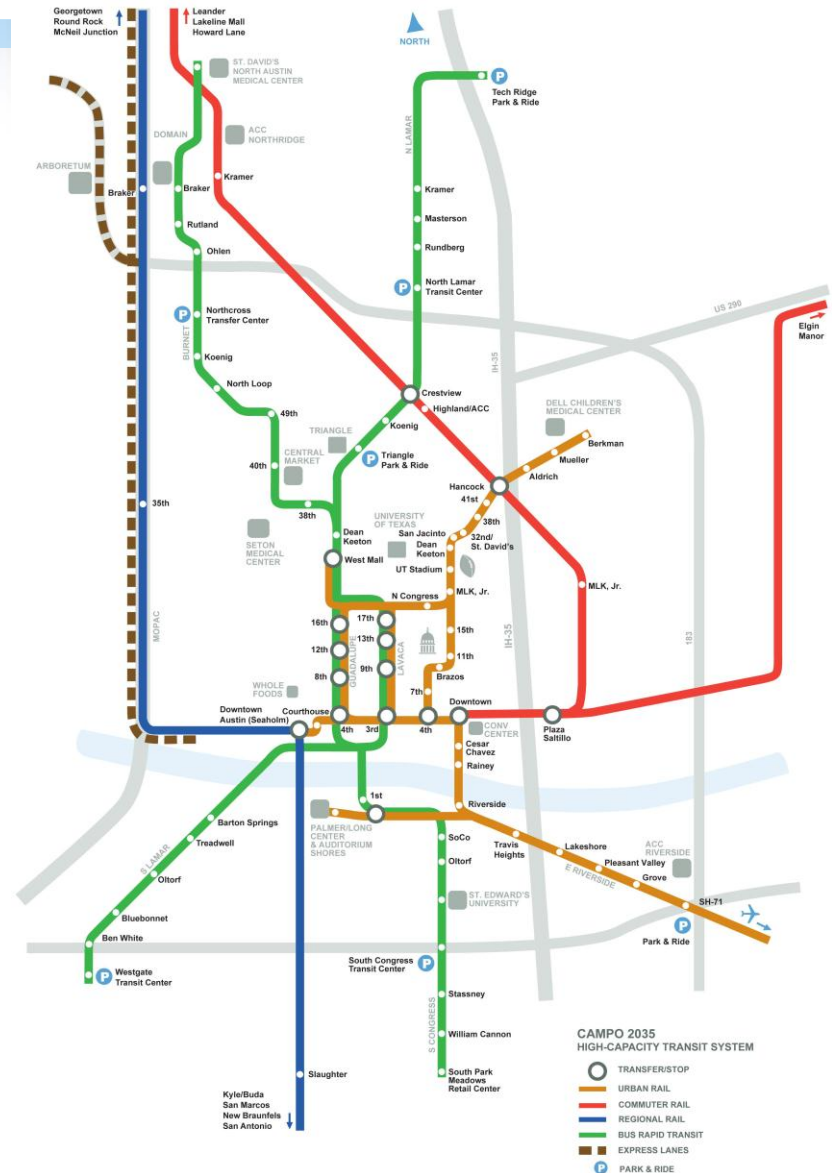 Georgetown
Round Rock
McNeil Junction
Leander
Lakeline Mall
Howard Lane
NORTH
ST. DAVID'S
NORTH AUSTIN
MEDICAL CENTER
Tech Ridge
Park & Ride
DOMAIN
ACC
NORTHRIDGE
N LAMAR
ARBORETUM
Kramer
Braker
Braker
Kramer
Rutland
Masterson
Ohlen
Rundberg
North Lamar
Transit Center
Northcross
Transfer Center
BURNET
US 290
Elgin
Manor
Koenig
IH-35
North Loop
Crestview
Highland/ACC
49th
Koenig
DELL CHILDREN'S
MEDICAL CENTER
TRIANGLE
Berkman
CENTRAL
MARKET
Triangle
Park & Ride
Mueller
40th
Aldrich
Hancock
41st
35th
38th
UNIVERSITY
OF TEXAS
38th
SETON
MEDICAL
CENTER
Dean
Keeton
San Jacinto
32nd/
St. David's
Dean
Keeton
West Mall
UT Stadium
MLK, Jr.
MLK, Jr.
N Congress
MOPAC
16th
17th
15th
IH-35
183
12th
13th
11th
GUADALUPE
LAVACA
8th
9th
Brazos
WHOLE
FOODS
7th
Downtown
Austin (Seaholm)
Courthouse
Downtown
4th
3rd
4th
CONV
CENTER
Plaza
Saltillo
Cesar
Chavez
Rainey
1st
Riverside
Barton Springs
PALMER/LONG
CENTER
& AUDITORIUM
SHORES
Treadwell
SoCo
Travis
Heights
Lakeshore
ACC
RIVERSIDE
S LAMAR
Oltorf
Oltorf
Pleasant Valley
E RIVERSIDE
Grove
ST. EDWARD'S
UNIVERSITY
SH-71
Bluebonnet
Ben White
Park & Ride
Westgate
Transit Center
South Congress
Transit Center
Stassney
S CONGRESS
William Cannon
Slaughter
South Park
Meadows
Retail Center
Kyle/Buda
San Marcos
New Braunfels
San Antonio
CAMPO 2035
HIGH-CAPACITY TRANSIT SYSTEM
TRANSFER/STOP
URBAN RAIL
COMMUTER RAIL
REGIONAL RAIL
BUS RAPID TRANSIT
EXPRESS LANES
P PARK & RIDE